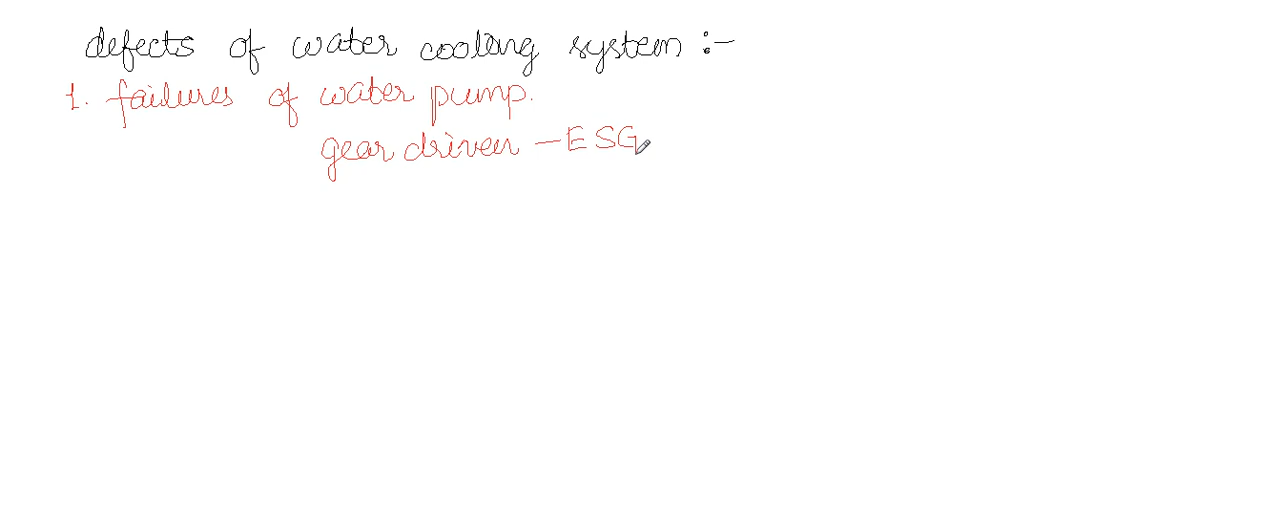 defects of water cooling system :-
1. failures of water pump.
gear driven - ESG